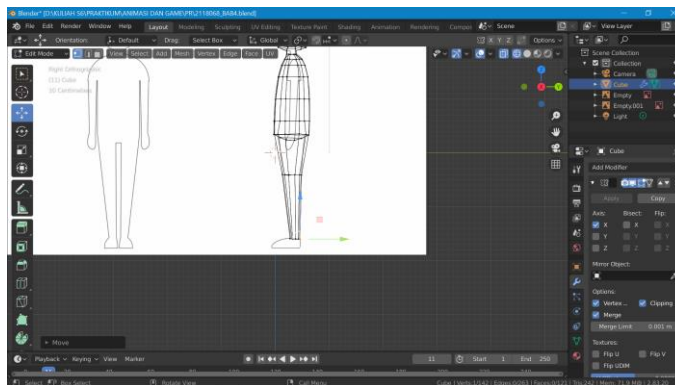 Blender* [D:\KULIAH S6\PRAKTIKUM\ANIMASI DAN GAME\PR\2118068_BAB4.blend]
File Edit Render Window Help Layout Modeling Sculpting UV Editing Texture Paint Shading Animation Rendering Scene View Layer
Orientation: Default Drag: Select Box Global X Y Z Options
Edit Mode View Select Add Mesh Vertex Edge Face UV
Right Orthographic
(11) Cube
10 Centimeters
Scene Collection
Collection
Camera
Cube
Empty
Empty.001
Light
Cube
Add Modifier
Apply Copy
Axis: Bisect: Flip:
X X X
Y Y Y
Z Z Z
Mirror Object:
Options:
Vertex ... Clipping
Merge
Merge Limit 0.001 m
Textures:
Flip U Flip V
Flip UDIM
Move
Playback Keying View Marker 11 Start 1 End 250
Select Box Select Rotate View Call Menu